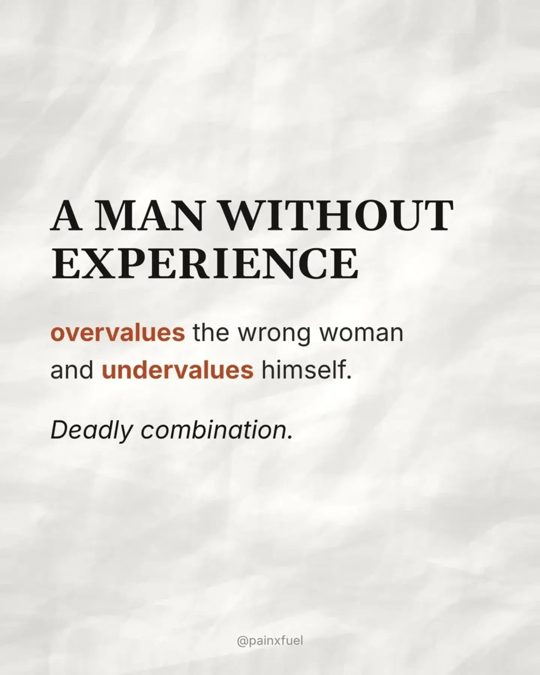 A MAN WITHOUT
EXPERIENCE
overvalues the wrong woman
and undervalues himself.
Deadly combination.
@painxfuel